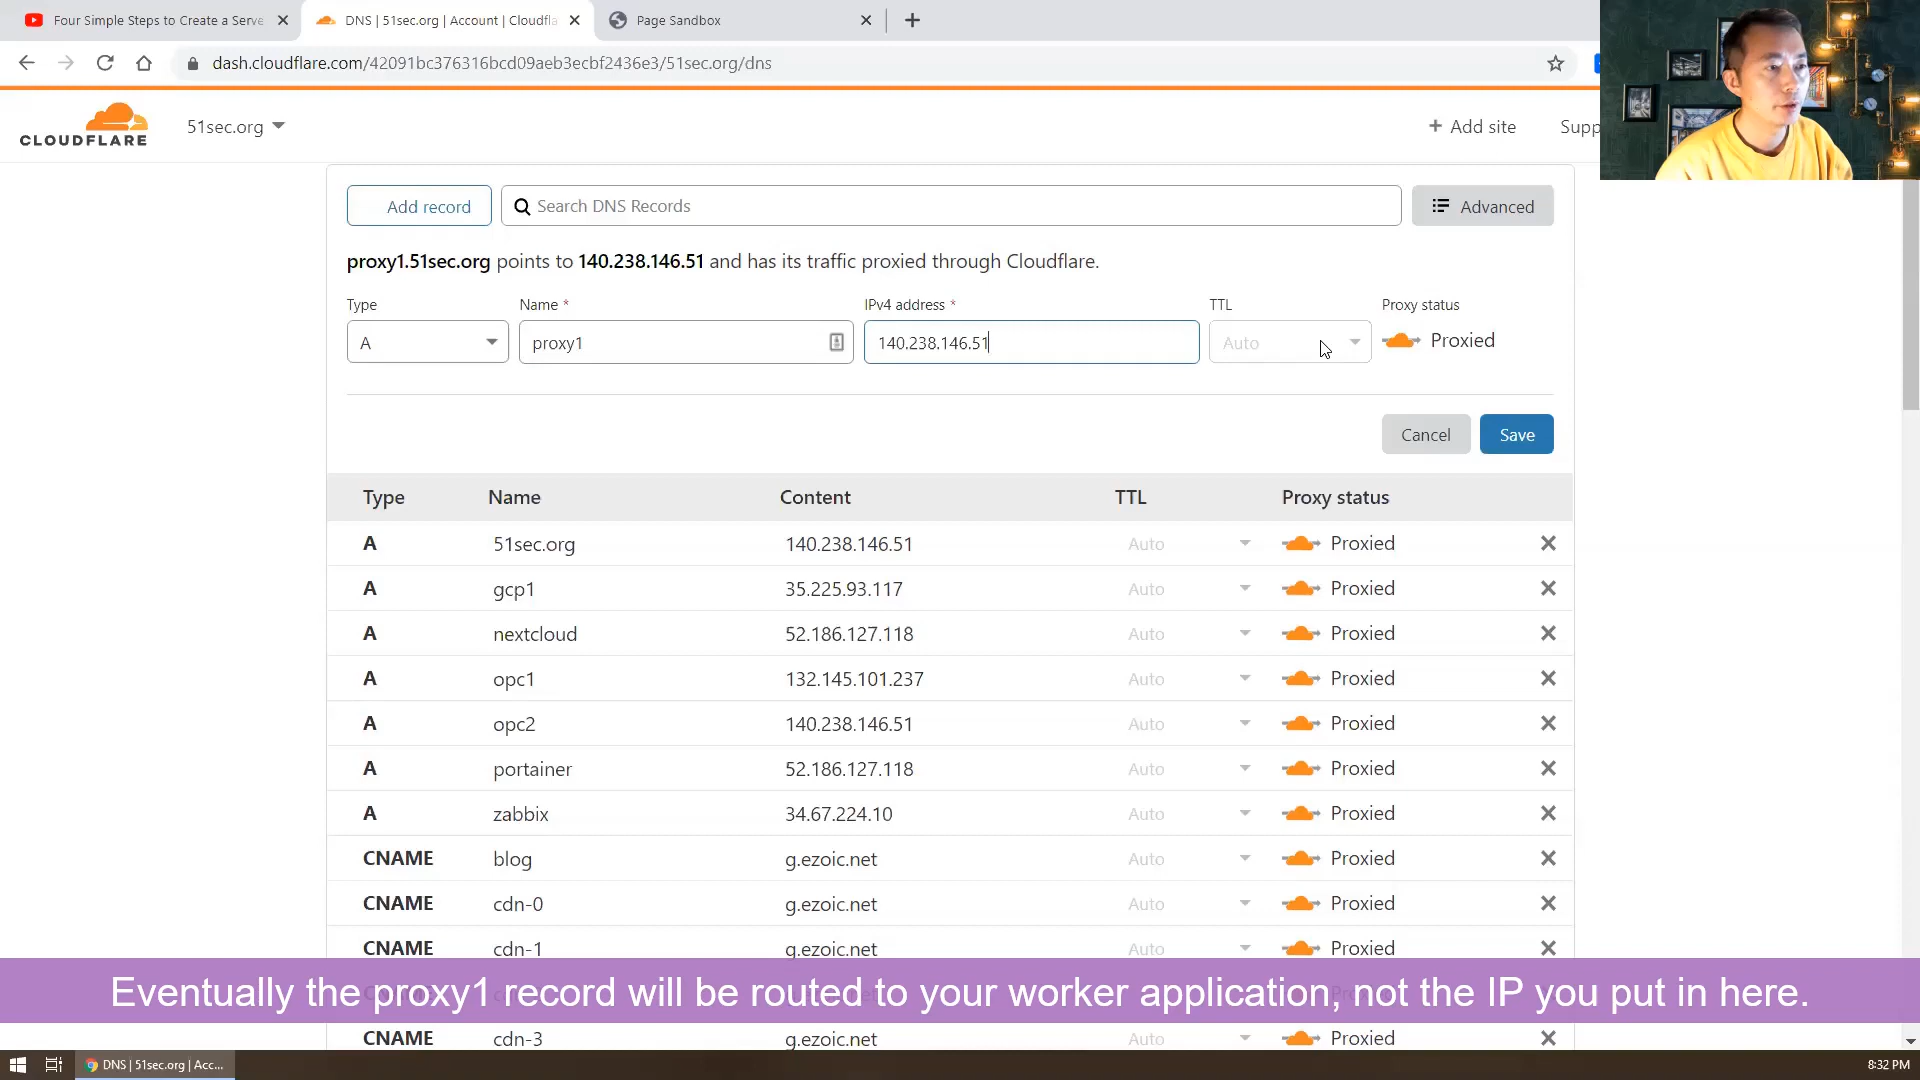 Four Simple Steps to Create a Serve
DNS | 51sec.org | Account | Cloudfla
Page Sandbox
dash.cloudflare.com/42091bc376316bcd09aeb3ecbf2436e3/51sec.org/dns
CLOUDFLARE
51sec.org
+ Add site
Supp
Add record
Search DNS Records
Advanced
proxy1.51sec.org points to 140.238.146.51 and has its traffic proxied through Cloudflare.
Type Name * IPv4 address * TTL Proxy status
A proxy1 140.238.146.51 Auto Proxied
Cancel Save
Type Name Content TTL Proxy status
A 51sec.org 140.238.146.51 Auto Proxied
A gcp1 35.225.93.117 Auto Proxied
A nextcloud 52.186.127.118 Auto Proxied
A opc1 132.145.101.237 Auto Proxied
A opc2 140.238.146.51 Auto Proxied
A portainer 52.186.127.118 Auto Proxied
A zabbix 34.67.224.10 Auto Proxied
CNAME blog g.ezoic.net Auto Proxied
CNAME cdn-0 g.ezoic.net Auto Proxied
CNAME cdn-1 g.ezoic.net Auto Proxied
Eventually the proxy1 record will be routed to your worker application, not the IP you put in here.
CNAME cdn-3 g.ezoic.net Auto Proxied
DNS | 51sec.org | Acc...
8:32 PM